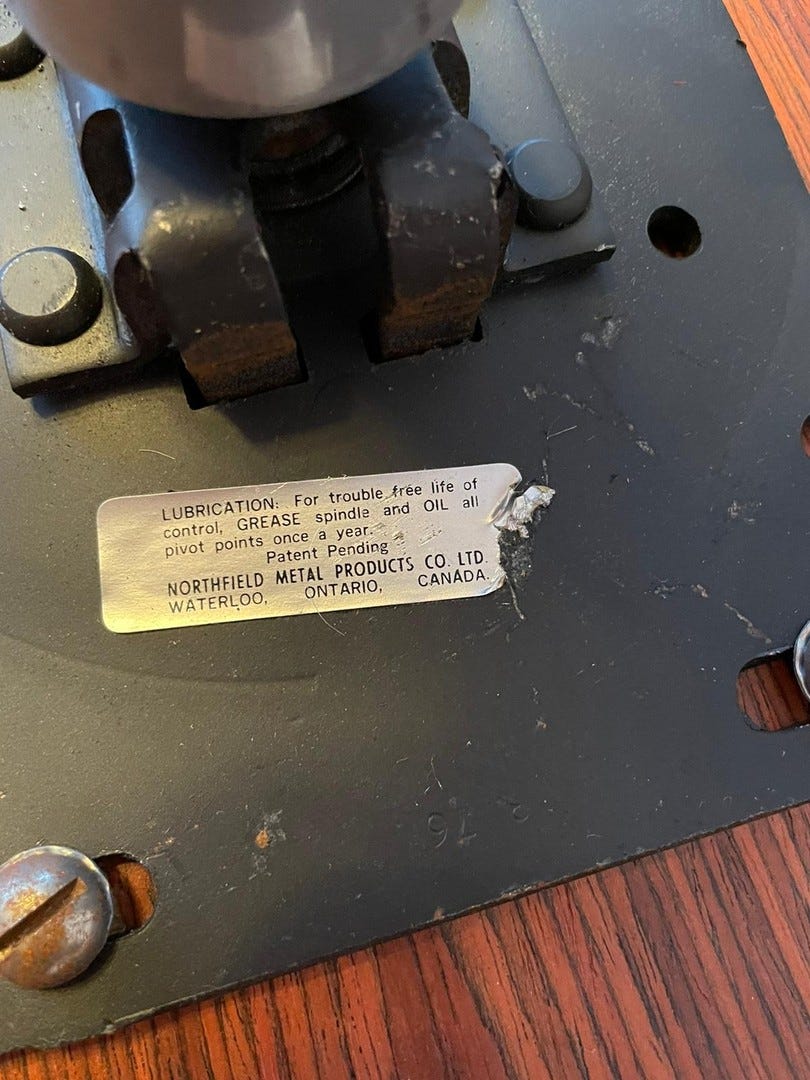 LUBRICATION: For trouble free life of
control, GREASE spindle and OIL all
pivot points once a year.
Patent Pending
NORTHFIELD METAL PRODUCTS CO. LTD.
WATERLOO, ONTARIO, CANADA.
76